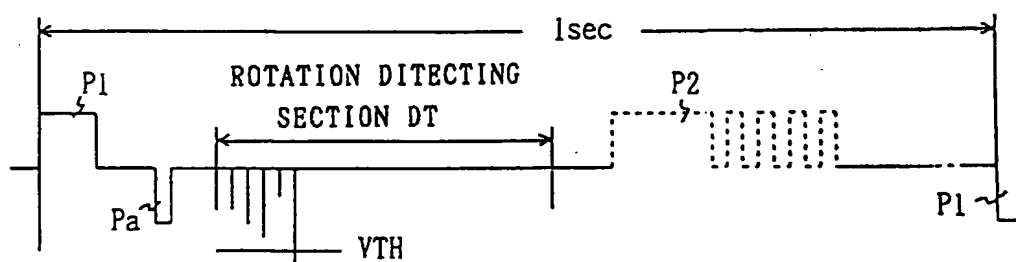 1sec
P1
ROTATION DITECTING
SECTION DT
P2
Pa
VTH
P1